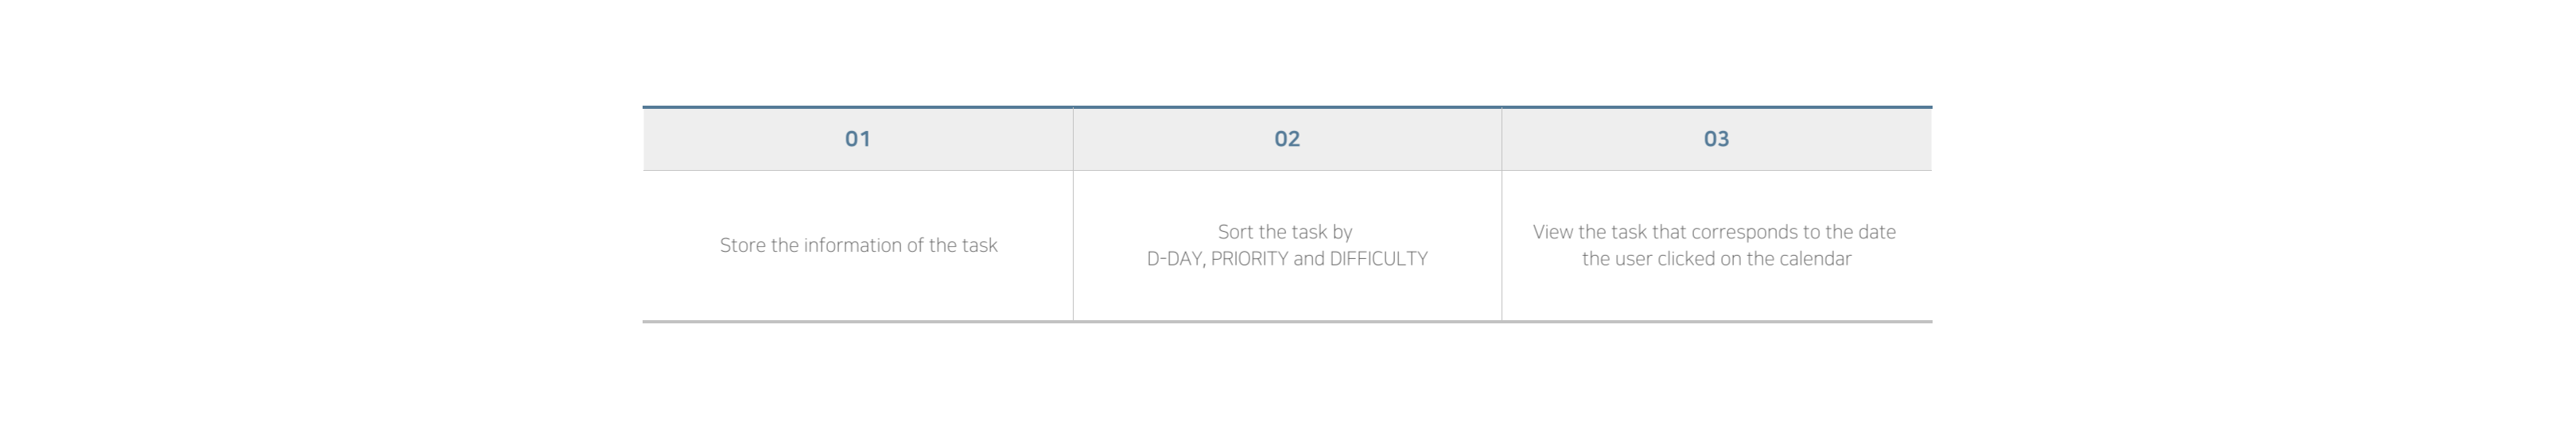 01
02
03
Store the information of the task
Sort the task by
D-DAY, PRIORITY and DIFFICULTY
View the task that corresponds to the date
the user clicked on the calendar